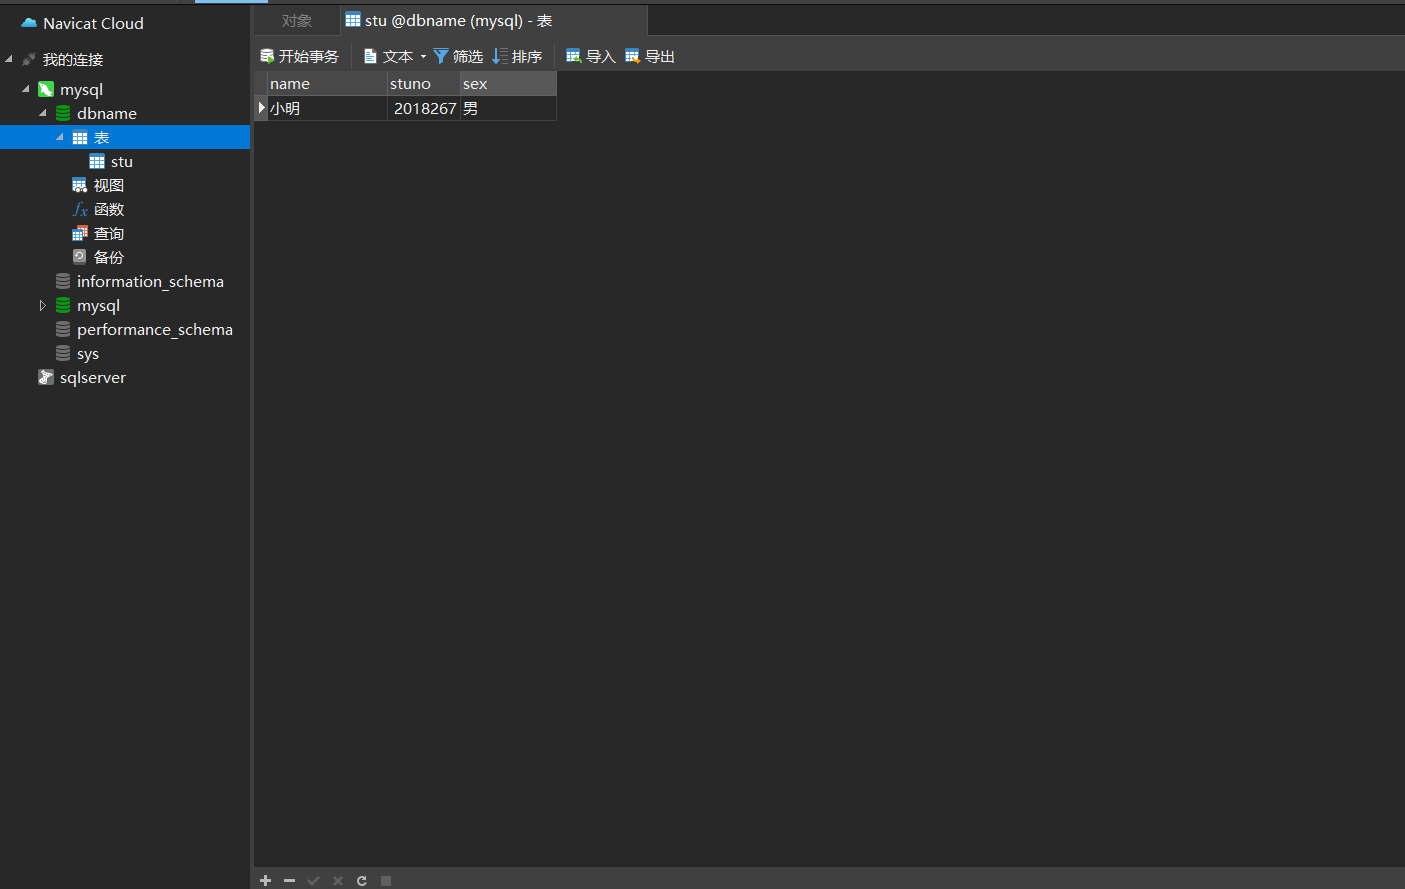 Navicat Cloud
我的连接
mysql
dbname
表
stu
视图
函数
查询
备份
information_schema
mysql
performance_schema
sys
sqlserver
对象 stu @dbname (mysql) - 表
开始事务 文本 筛选 排序 导入 导出
name stuno sex
小明 2018267 男